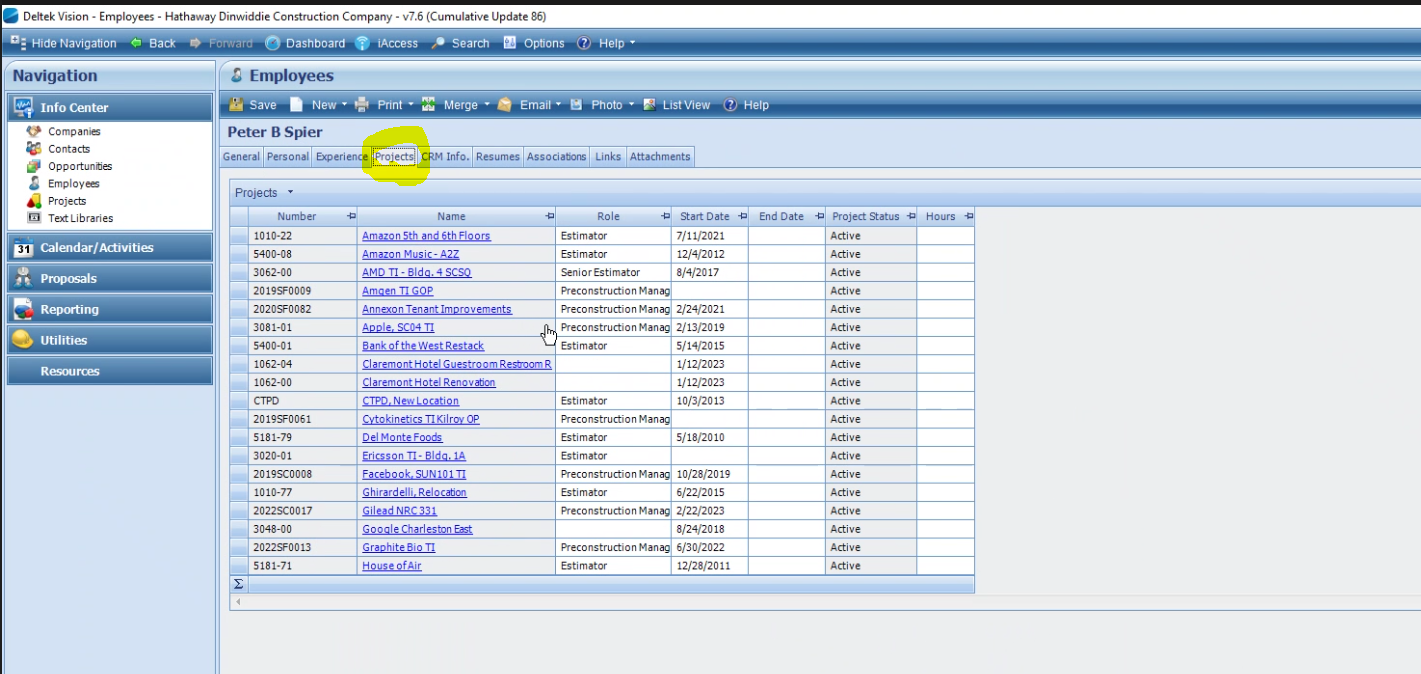 Deltek Vision - Employees - Hathaway Dinwiddie Construction Company - v7.6 (Cumulative Update 86)
Hide Navigation Back Forward Dashboard iAccess Search Options Help
Navigation
Info Center
Companies
Contacts
Opportunities
Employees
Projects
Text Libraries
31 Calendar/Activities
Proposals
Reporting
Utilities
Resources
Employees
Save New Print Merge Email Photo List View Help
Peter B Spier
General Personal Experience Projects CRM Info. Resumes Associations Links Attachments
Projects
Number Name Role Start Date End Date Project Status Hours
1010-22 Amazon 5th and 6th Floors Estimator 7/11/2021 Active
5400-08 Amazon Music - A2Z Estimator 12/4/2012 Active
3062-00 AMD TI - Bldg. 4 SCSQ Senior Estimator 8/4/2017 Active
2019SF0009 Amgen TI GOP Preconstruction Manag Active
2020SF0082 Annexon Tenant Improvements Preconstruction Manag 2/24/2021 Active
3081-01 Apple, SC04 TI Preconstruction Manag 2/13/2019 Active
5400-01 Bank of the West Restack Estimator 5/14/2015 Active
1062-04 Claremont Hotel Guestroom Restroom R 1/12/2023 Active
1062-00 Claremont Hotel Renovation 1/12/2023 Active
CTPD CTPD, New Location Estimator 10/3/2013 Active
2019SF0061 Cytokinetics TI Kilroy OP Preconstruction Manag Active
5181-79 Del Monte Foods Estimator 5/18/2010 Active
3020-01 Ericsson TI - Bldg. 1A Estimator Active
2019SC0008 Facebook, SUN101 TI Preconstruction Manag 10/28/2019 Active
1010-77 Ghirardelli, Relocation Estimator 6/22/2015 Active
2022SC0017 Gilead NRC 331 Preconstruction Manag 2/22/2023 Active
3048-00 Google Charleston East 8/24/2018 Active
2022SF0013 Graphite Bio TI Preconstruction Manag 6/30/2022 Active
5181-71 House of Air Estimator 12/28/2011 Active
Σ